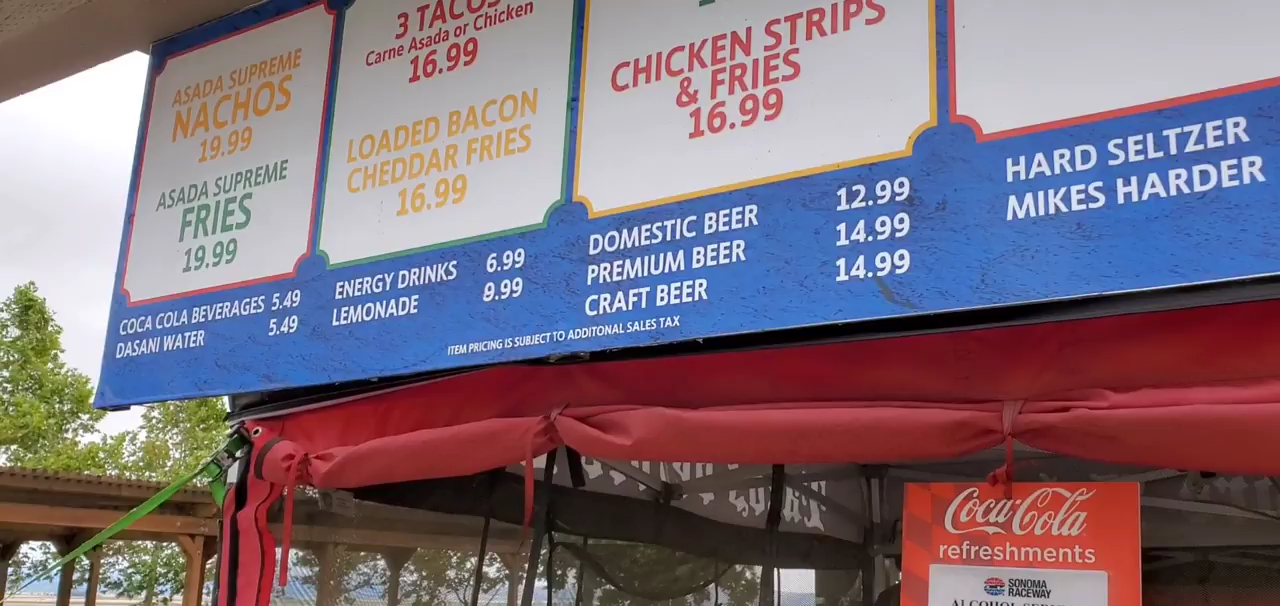 ASADA SUPREME
NACHOS
19.99
ASADA SUPREME
FRIES
19.99
3 TACOS
Carne Asada or Chicken
16.99
LOADED BACON
CHEDDAR FRIES
16.99
CHICKEN STRIPS
& FRIES
16.99
COCA COLA BEVERAGES 5.49
DASANI WATER 5.49
ENERGY DRINKS 6.99
LEMONADE 8.99
DOMESTIC BEER 12.99
PREMIUM BEER 14.99
CRAFT BEER 14.99
HARD SELTZER
MIKES HARDER
ITEM PRICING IS SUBJECT TO ADDITONAL SALES TAX
Coca-Cola
refreshments
SONOMA
RACEWAY